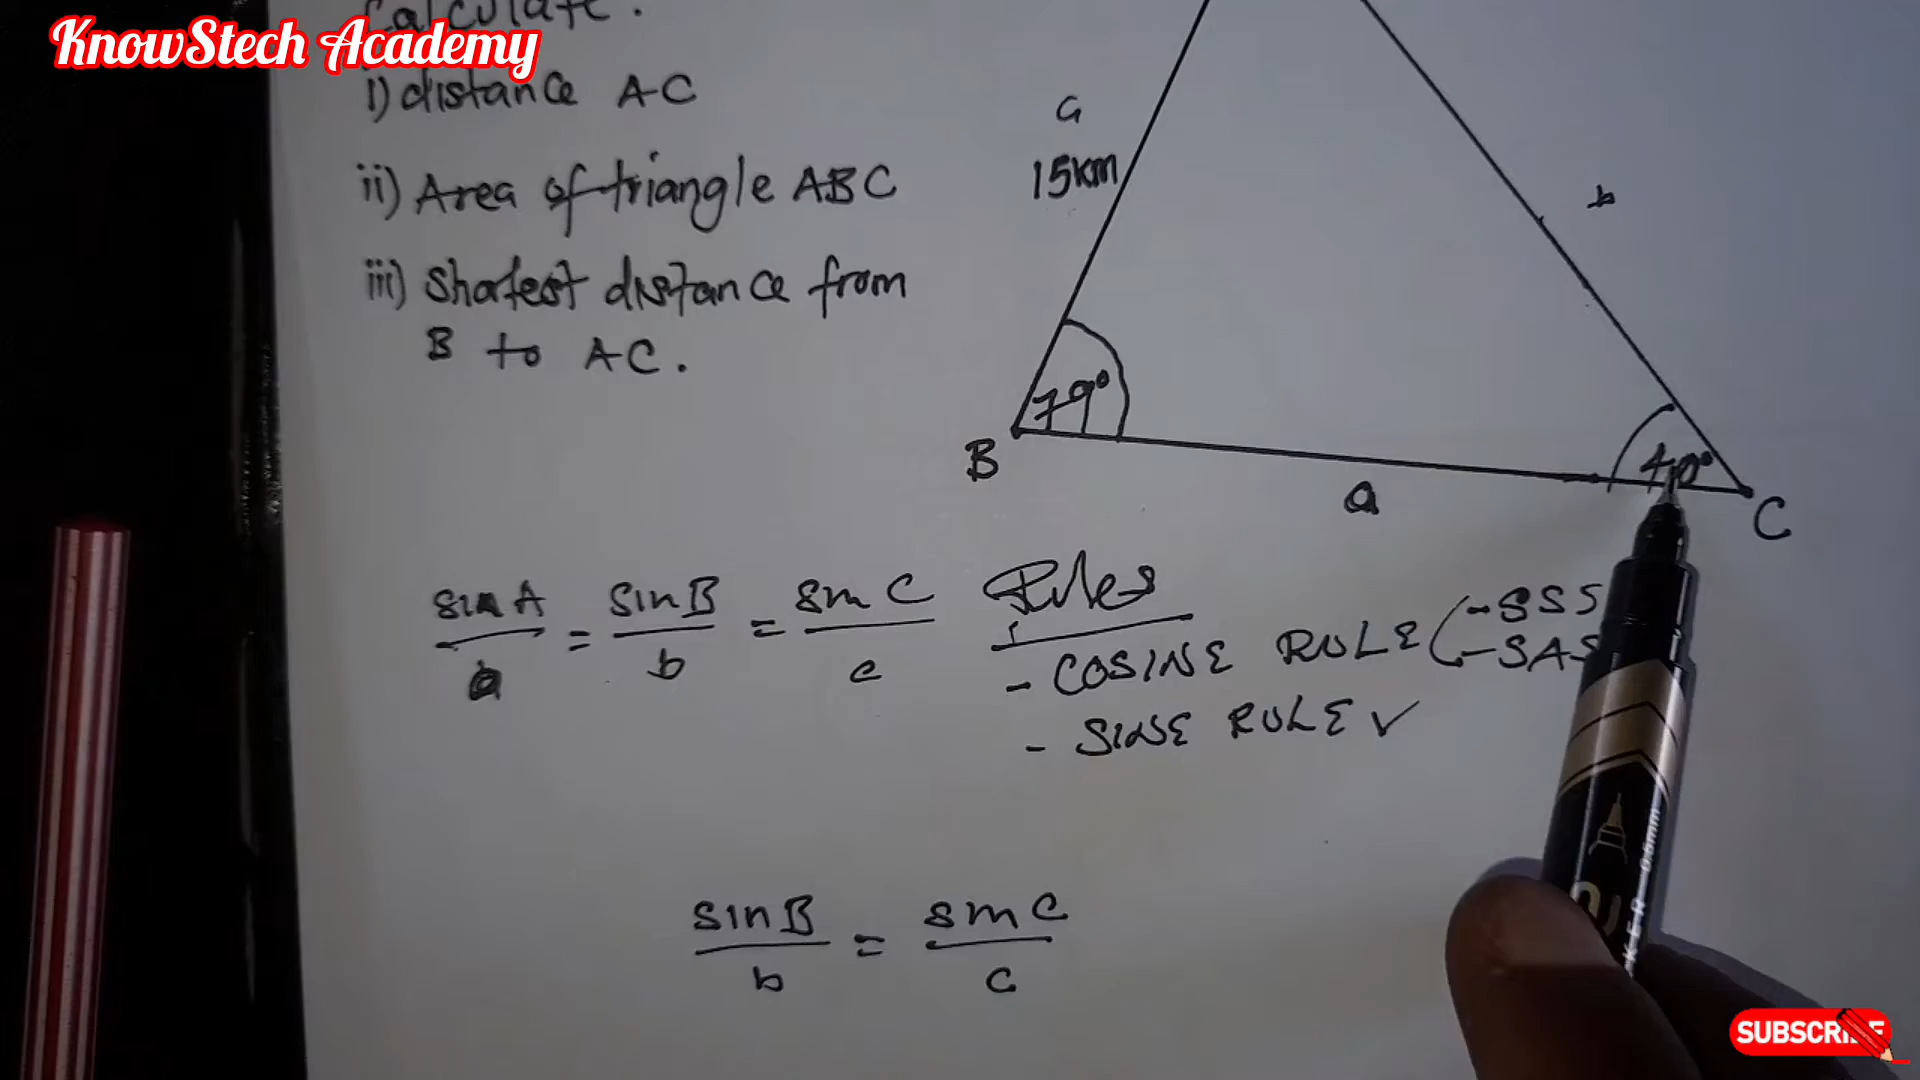 Calculate:
KnowStech Academy
i) distance AC
ii) Area of triangle ABC
iii) Shortest distance from
B to AC.
c
15km
b
79°
B
40°
a
C
sin A / a = sin B / b = sin C / c
Rules
- COSINE RULE ( - SSS
- SAS
- SINE RULE ✓
sin B / b = sin C / c
SUBSCRIBE